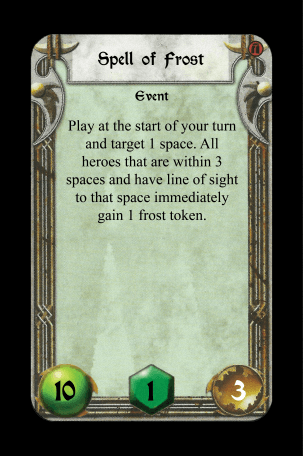 Spell of Frost
@
Event
Play at the start of your turn
and target 1 space. All
heroes that are within 3
spaces and have line of sight
to that space immediately
gain 1 frost token.
10 1 3